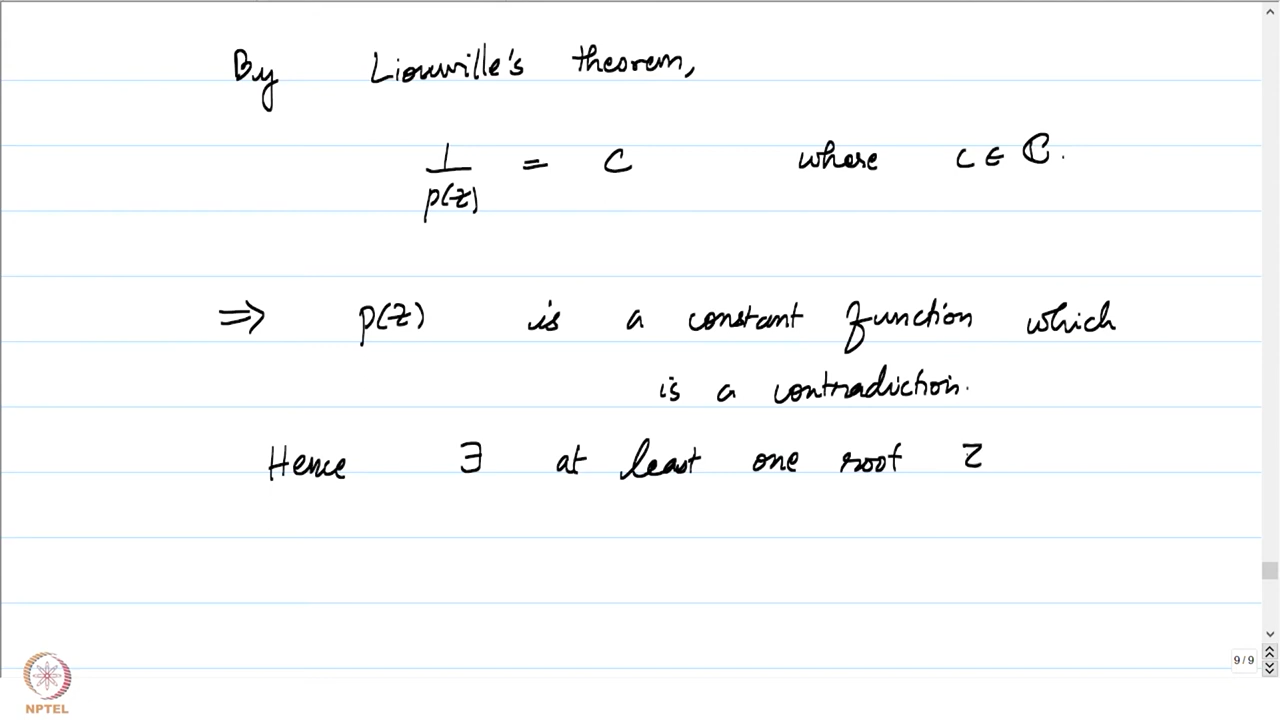 By Liouville's theorem,
1/p(z) = C where c ∈ ℂ.
⇒ p(z) is a constant function which
is a contradiction.
Hence ∃ at least one root z
9 / 9
NPTEL